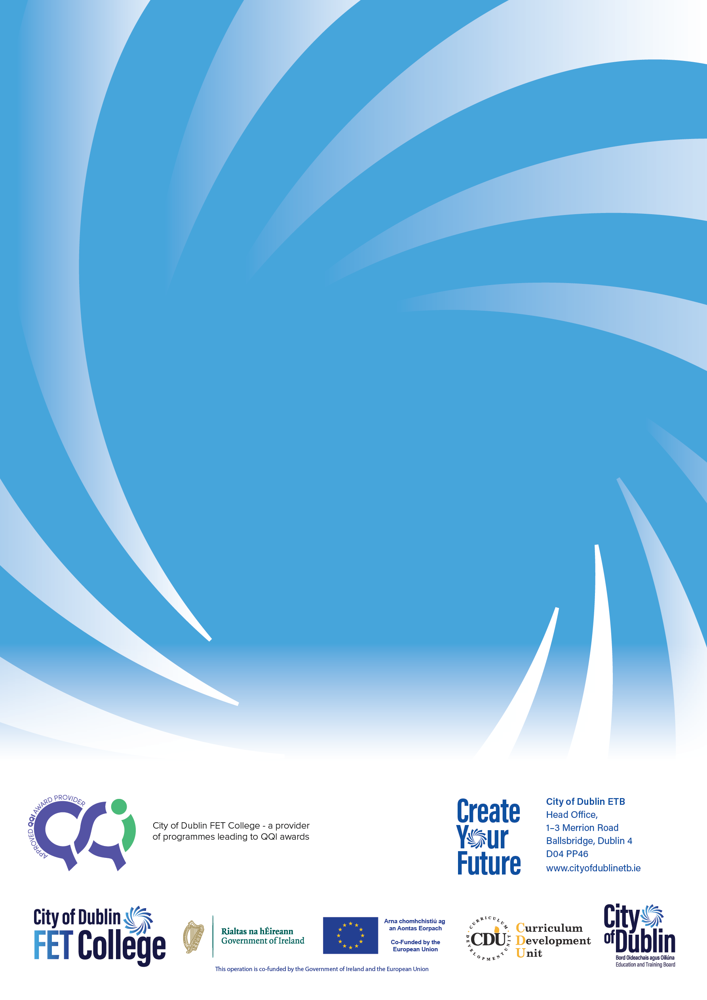 APPROVED QQI AWARD PROVIDER
City of Dublin FET College - a provider
of programmes leading to QQI awards
Create
Your
Future
City of Dublin ETB
Head Office,
1–3 Merrion Road
Ballsbridge, Dublin 4
D04 PP46
www.cityofdublinetb.ie
City of Dublin
FET College
Rialtas na hÉireann
Government of Ireland
Arna chomhchistiú ag
an Aontas Eorpach
Co-Funded by the
European Union
This operation is co-funded by the Government of Ireland and the European Union
CURRICULUM DEVELOPMENT UNIT
CDU
Curriculum
Development
Unit
City
of Dublin
Bord Oideachais agus Oiliúna
Education and Training Board